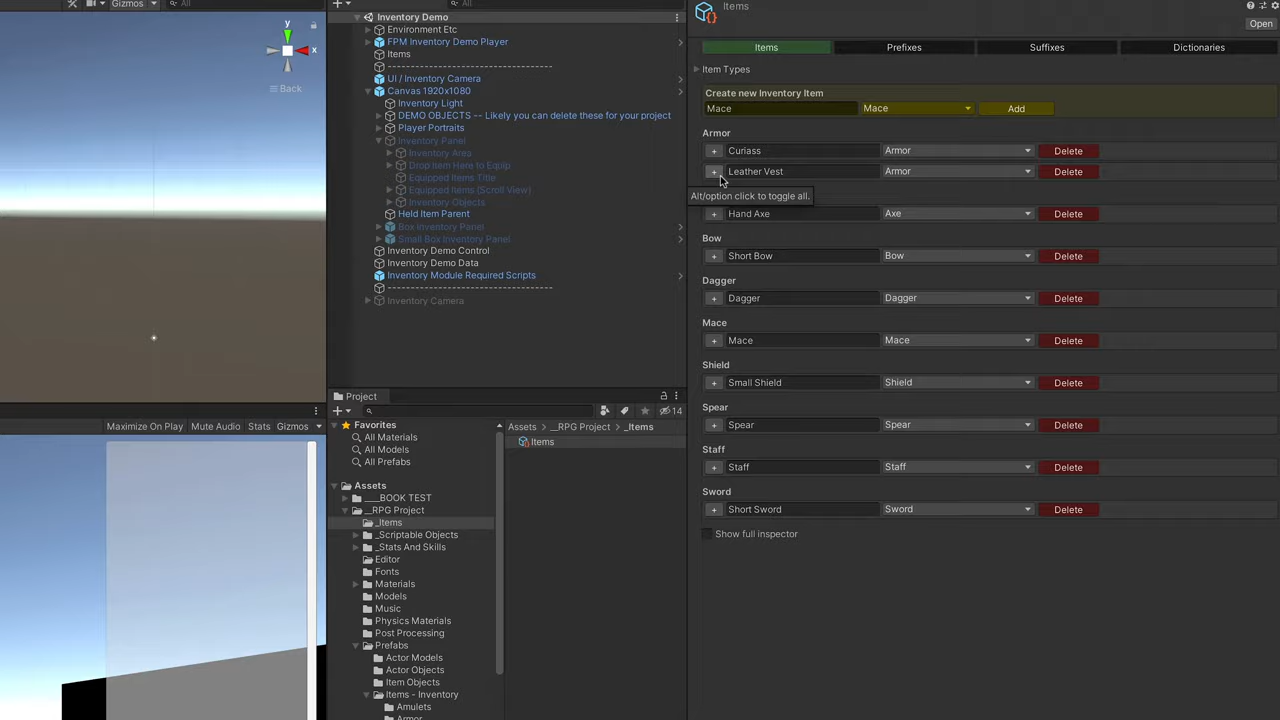 Gizmos
All
y
x
Back
Maximize On Play
Mute Audio
Stats
Gizmos
All
Inventory Demo
Environment Etc
FPM Inventory Demo Player
Items
----------------------------------
UI / Inventory Camera
Canvas 1920x1080
Inventory Light
DEMO OBJECTS -- Likely you can delete these for your project
Player Portraits
Inventory Panel
Inventory Area
Drop Item Here to Equip
Equipped Items Title
Equipped Items (Scroll View)
Inventory Objects
Held Item Parent
Box Inventory Panel
Small Box Inventory Panel
Inventory Demo Control
Inventory Demo Data
Inventory Module Required Scripts
----------------------------------
Inventory Camera
Project
14
Favorites
All Materials
All Models
All Prefabs
Assets
____BOOK TEST
__RPG Project
_Items
_Scriptable Objects
_Stats And Skills
Editor
Fonts
Materials
Models
Music
Physics Materials
Post Processing
Prefabs
Actor Models
Actor Objects
Item Objects
Items - Inventory
Amulets
Armor
Assets > __RPG Project > _Items
Items
Items
Open
Items Prefixes Suffixes Dictionaries
Item Types
Create new Inventory Item
Mace Mace Add
Armor
+ Curiass Armor Delete
+ Leather Vest Armor Delete
Alt/option click to toggle all.
+ Hand Axe Axe Delete
Bow
+ Short Bow Bow Delete
Dagger
+ Dagger Dagger Delete
Mace
+ Mace Mace Delete
Shield
+ Small Shield Shield Delete
Spear
+ Spear Spear Delete
Staff
+ Staff Staff Delete
Sword
+ Short Sword Sword Delete
Show full inspector